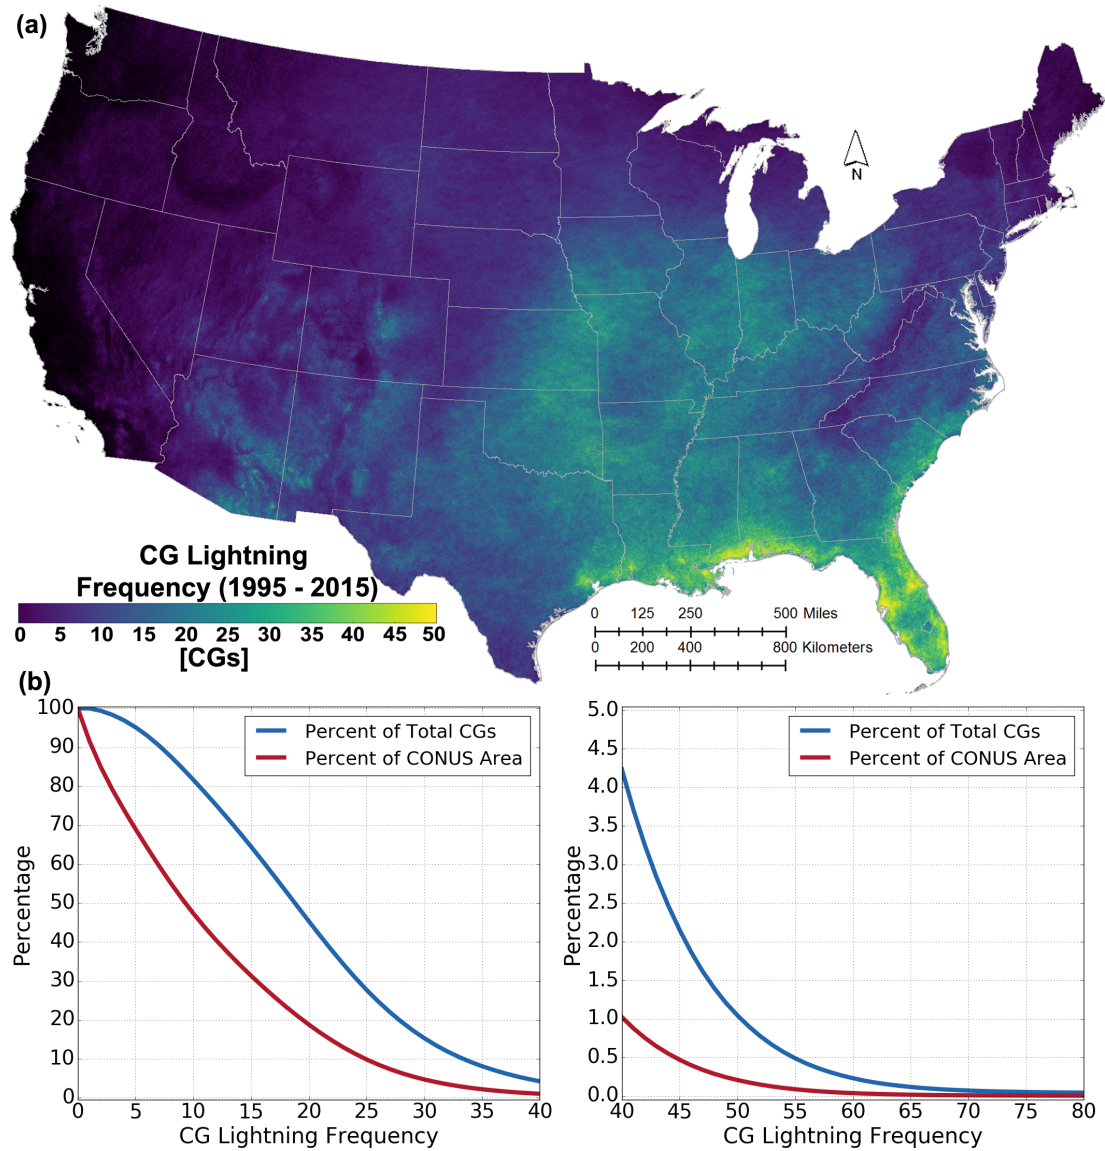 (a)
N
CG Lightning
Frequency (1995 - 2015)
0 5 10 15 20 25 30 35 40 45 50
[CGs]
0 125 250 500 Miles
0 200 400 800 Kilometers
(b)
100
90
80
70
60
50
40
30
20
10
0
Percentage
Percent of Total CGs
Percent of CONUS Area
0 5 10 15 20 25 30 35 40
CG Lightning Frequency
5.0
4.5
4.0
3.5
3.0
2.5
2.0
1.5
1.0
0.5
0.0
Percentage
Percent of Total CGs
Percent of CONUS Area
40 45 50 55 60 65 70 75 80
CG Lightning Frequency